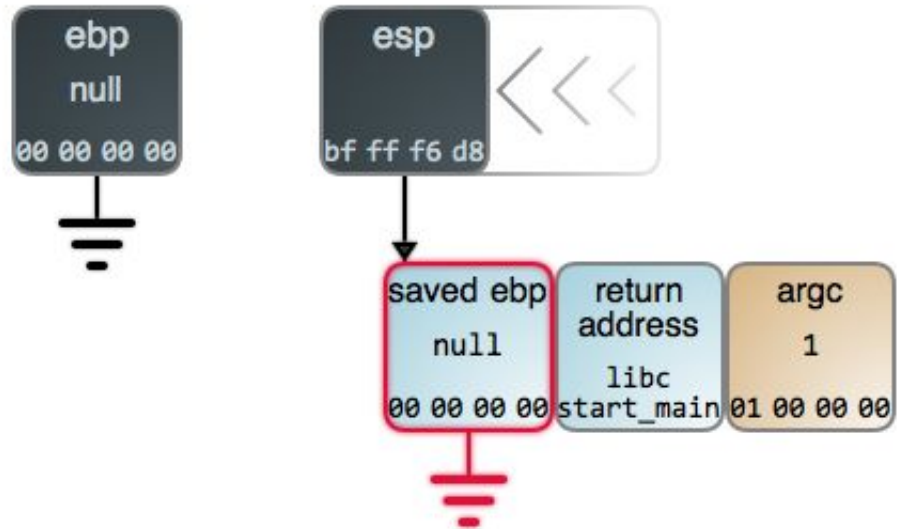 ebp
null
00 00 00 00
esp
bf ff f6 d8
saved ebp
null
00 00 00 00
return
address
libc
start_main
argc
1
01 00 00 00